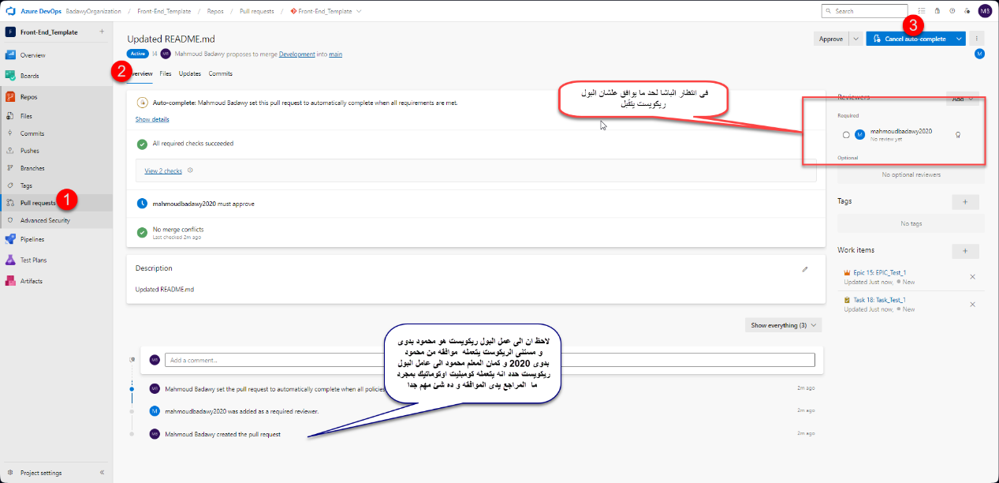 Azure DevOps BadawyOrganization / Front-End_Template / Repos / Pull requests / Front-End_Template
Search
MB
F Front-End_Template +
Overview
Boards
Repos
Files
Commits
Pushes
Branches
Tags
Pull requests
1
Advanced Security
Pipelines
Test Plans
Artifacts
Project settings «
Updated README.md
Active 14 MB Mahmoud Badawy proposes to merge Development into main
Approve
Cancel auto-complete
3
M
2
erview Files Updates Commits
Auto-complete: Mahmoud Badawy set this pull request to automatically complete when all requirements are met.
Show details
All required checks succeeded
View 2 checks
mahmoudbadawy2020 must approve
No merge conflicts
Last checked 2m ago
Description
Updated README.md
فى انتظار الباشا لحد ما يوافق علشان البول
ريكويست يتقبل
Reviewers
Add
Required
M mahmoudbadawy2020
No review yet
Optional
No optional reviewers
Tags
+
No tags
Work items
+
Epic 15: EPIC_Test_1
Updated Just now, New
Task 18: Task_Test_1
Updated Just now, New
Show everything (3)
MB Add a comment...
لاحظ ان الى عمل البول ريكويست هو محمود بدوى
و مستنى الريكوست يتعمله موافقه من محمود
بدوى 2020 و كمان المعلم محمود الى عامل البول
ريكويست حدد انه يتعمله كومبليت اوتوماتيك بمجرد
ما المراجع يدى الموافقه و ده شئ مهم جدا
MB Mahmoud Badawy set the pull request to automatically complete when all policies 2m ago
M mahmoudbadawy2020 was added as a required reviewer. 2m ago
MB Mahmoud Badawy created the pull request 2m ago